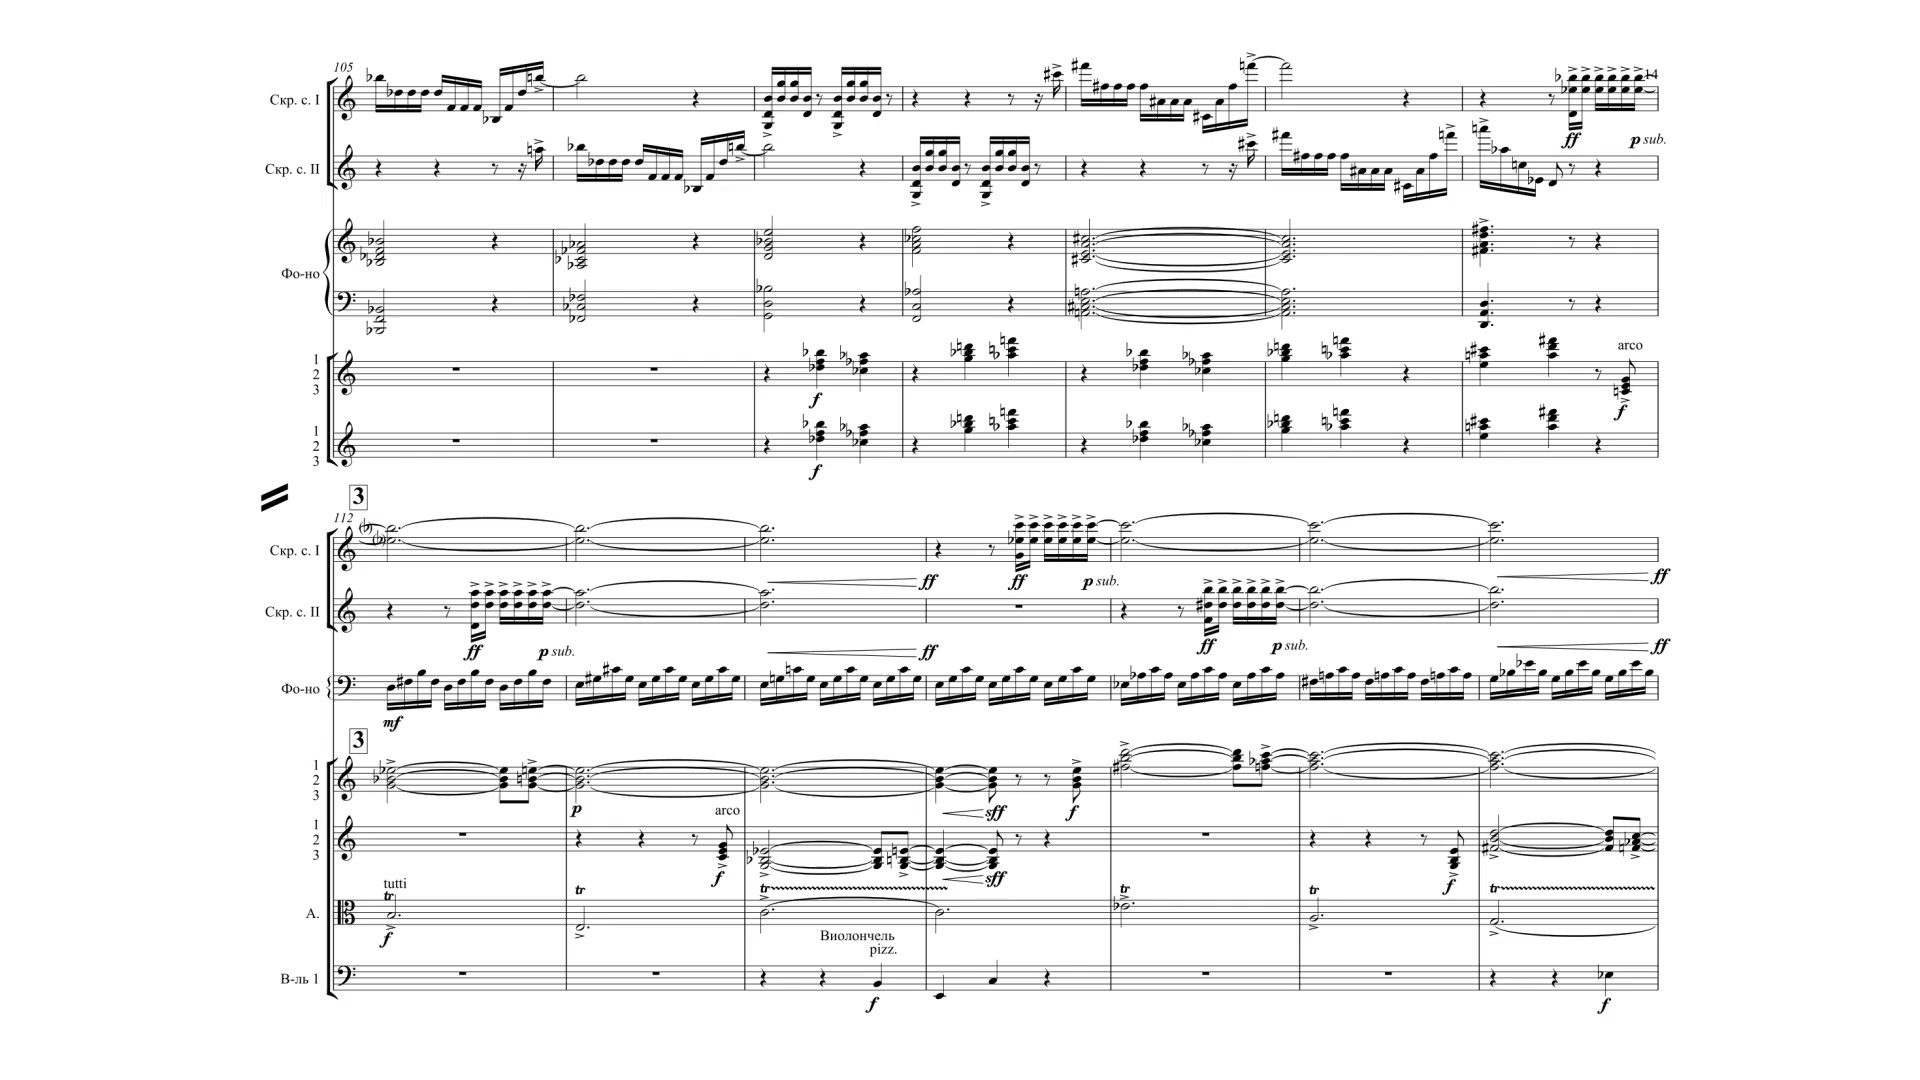 105
14
Скр. с. I
ff
p sub.
Скр. с. II
Фо-но
1
2
3
f
arco
f
1
2
3
f
3
112
Скр. с. I
ff
ff
p sub.
ff
Скр. с. II
ff
p sub.
ff
ff
p sub.
ff
Фо-но
mf
3
1
2
3
p
sff
f
arco
1
2
3
f
sff
f
tutti
tr tr tr tr tr tr
А.
f
Виолончель
pizz.
В-ль 1
f
f